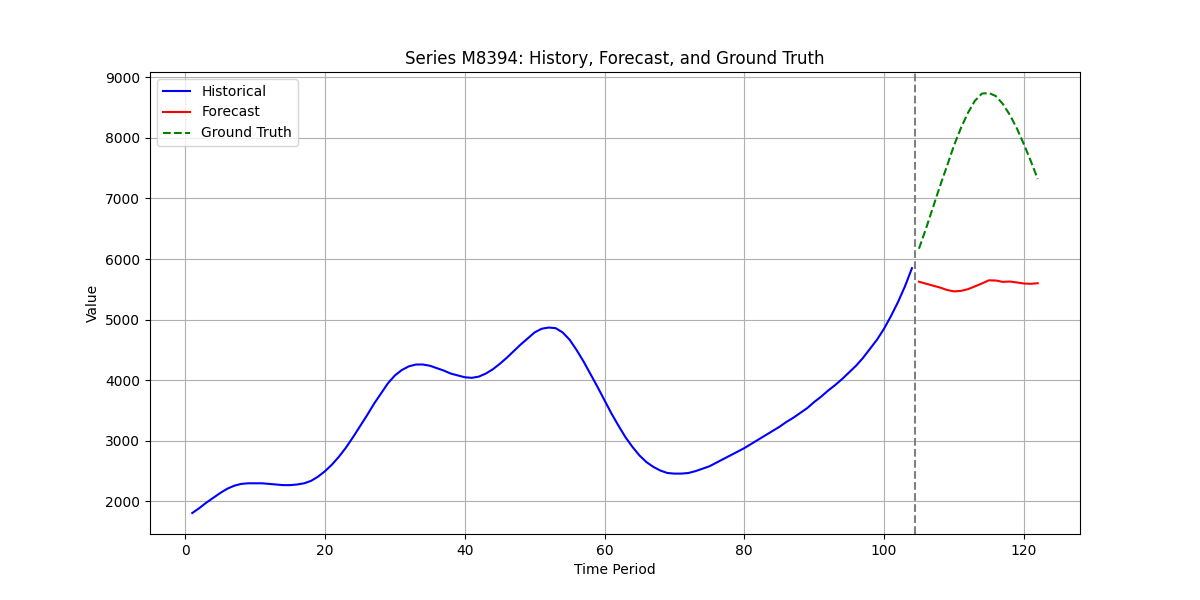 Series M8394: History, Forecast, and Ground Truth
9000
8000
7000
6000
5000
4000
3000
2000
Value
Historical
Forecast
Ground Truth
0
20
40
60
80
100
120
Time Period